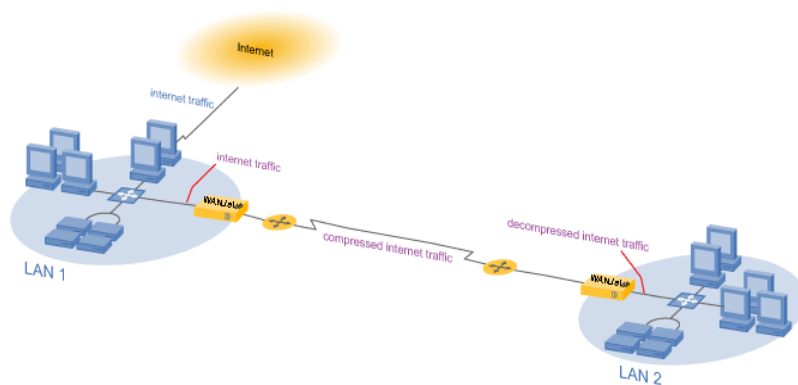 Internet
internet traffic
internet traffic
decompressed internet traffic
compressed internet traffic
LAN 1
LAN 2